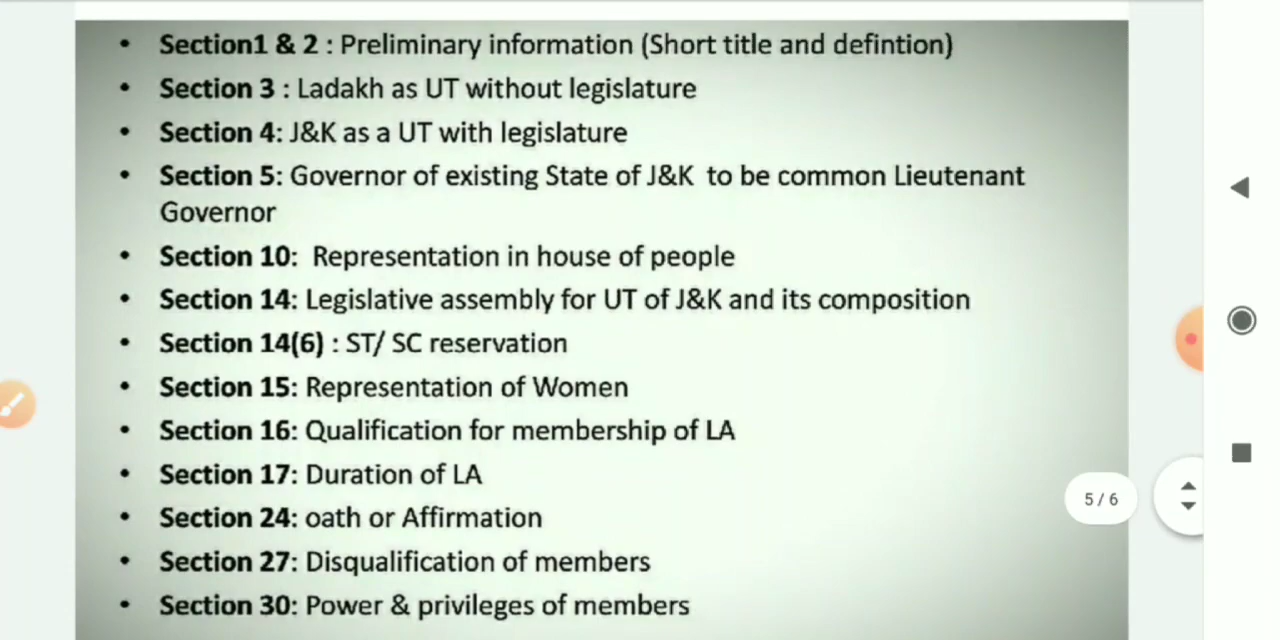 • Section1 & 2 : Preliminary information (Short title and defintion)
• Section 3 : Ladakh as UT without legislature
• Section 4: J&K as a UT with legislature
• Section 5: Governor of existing State of J&K to be common Lieutenant
Governor
• Section 10: Representation in house of people
• Section 14: Legislative assembly for UT of J&K and its composition
• Section 14(6) : ST/ SC reservation
• Section 15: Representation of Women
• Section 16: Qualification for membership of LA
• Section 17: Duration of LA
5 / 6
• Section 24: oath or Affirmation
• Section 27: Disqualification of members
• Section 30: Power & privileges of members